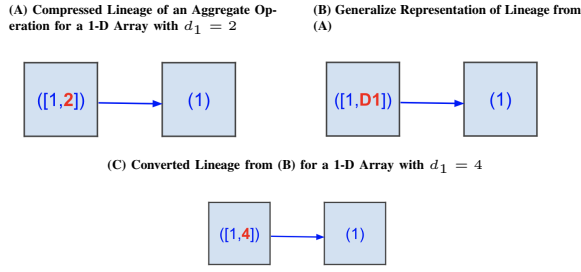 (A) Compressed Lineage of an Aggregate Op-
eration for a 1-D Array with d₁ = 2
(B) Generalize Representation of Lineage from
(A)
([1,2])
(1)
([1,D1])
(1)
(C) Converted Lineage from (B) for a 1-D Array with d₁ = 4
([1,4])
(1)